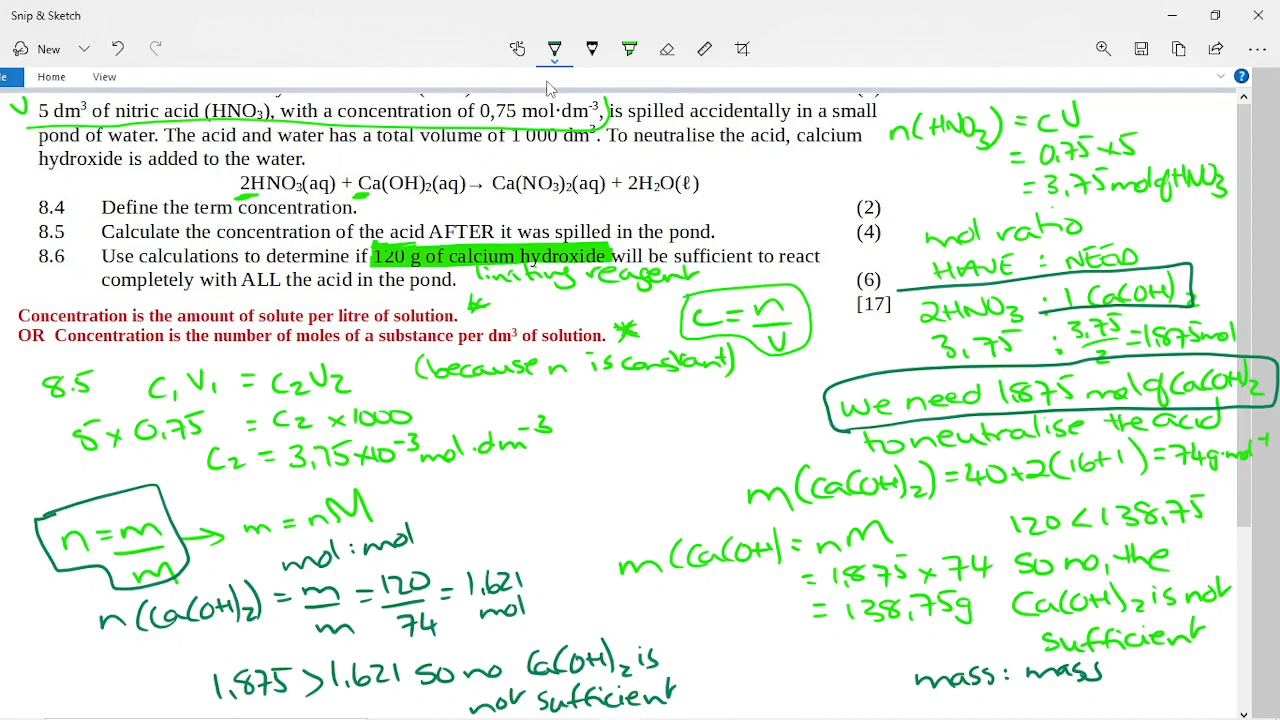 Snip & Sketch
New
Home View
V 5 dm³ of nitric acid (HNO₃), with a concentration of 0,75 mol·dm⁻³, is spilled accidentally in a small
pond of water. The acid and water has a total volume of 1 000 dm³. To neutralise the acid, calcium
hydroxide is added to the water.
2HNO₃(aq) + Ca(OH)₂(aq)→ Ca(NO₃)₂(aq) + 2H₂O(ℓ)
8.4 Define the term concentration. (2)
8.5 Calculate the concentration of the acid AFTER it was spilled in the pond. (4)
8.6 Use calculations to determine if 120 g of calcium hydroxide will be sufficient to react
completely with ALL the acid in the pond. (6)
[17]
limiting reagent
Concentration is the amount of solute per litre of solution.
OR Concentration is the number of moles of a substance per dm³ of solution.
c = n/V
8.5 C₁V₁ = C₂V₂ (because n is constant)
5 x 0,75 = C₂ x 1000
C₂ = 3,75x10⁻³ mol.dm⁻³
n = m/m → m = nM
mol : mol
n(Ca(OH)₂) = m/m = 120/74 = 1,621 mol
1,875 > 1,621 so no Ca(OH)₂ is
not sufficient
n(HNO₃) = cV
= 0,75 x 5
= 3,75 mol of HNO₃
mol ratio
HAVE : NEED
2HNO₃ : 1 Ca(OH)₂
3,75 : 3,75/2 = 1,875mol
we need 1,875 mol of Ca(OH)₂
to neutralise the acid
m(Ca(OH)₂) = 40+2(16+1) = 74g.mol⁻¹
m(Ca(OH) = nM
= 1,875 x 74
= 138,75g
120 < 138,75
so no, the
Ca(OH)₂ is not
sufficient
mass : mass